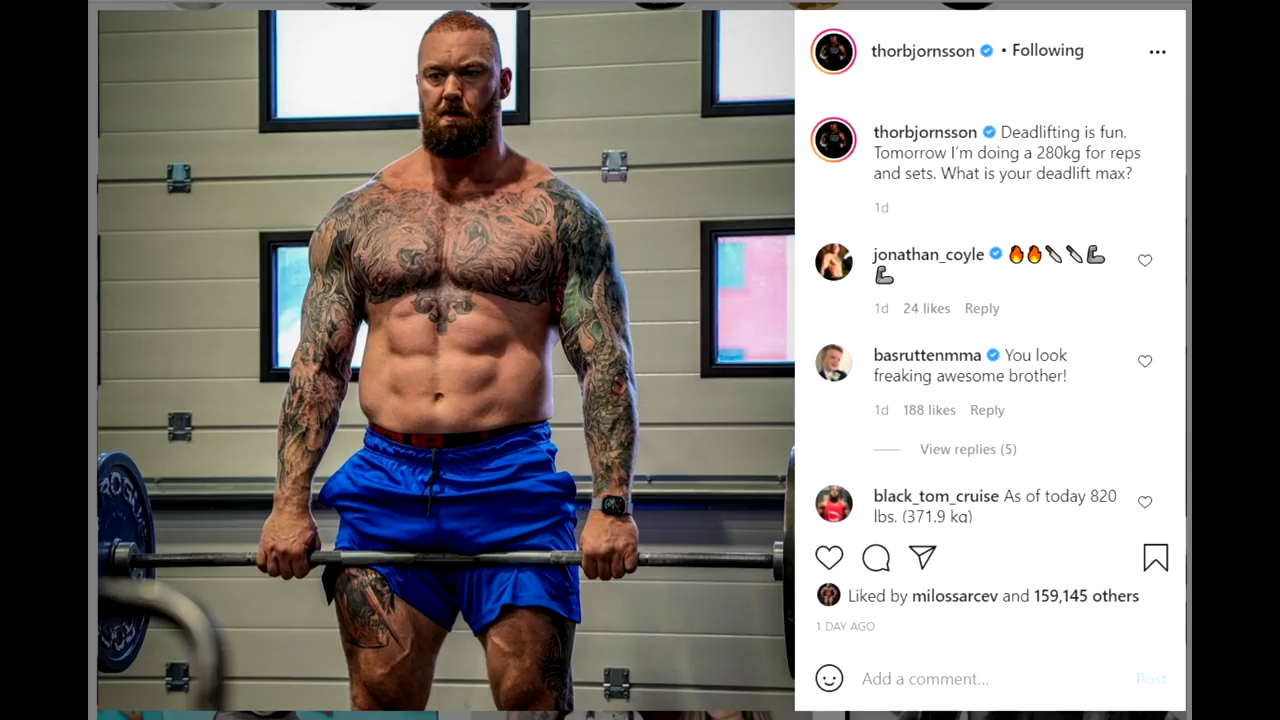 thorbjornsson • Following
thorbjornsson Deadlifting is fun.
Tomorrow I'm doing a 280kg for reps
and sets. What is your deadlift max?
1d
jonathan_coyle 🔥🔥🔪🔪💪
💪
1d 24 likes Reply
basruttenmma You look
freaking awesome brother!
1d 188 likes Reply
View replies (5)
black_tom_cruise As of today 820
lbs. (371.9 kg)
Liked by milossarcev and 159,145 others
1 DAY AGO
Add a comment... Post
ROGUE